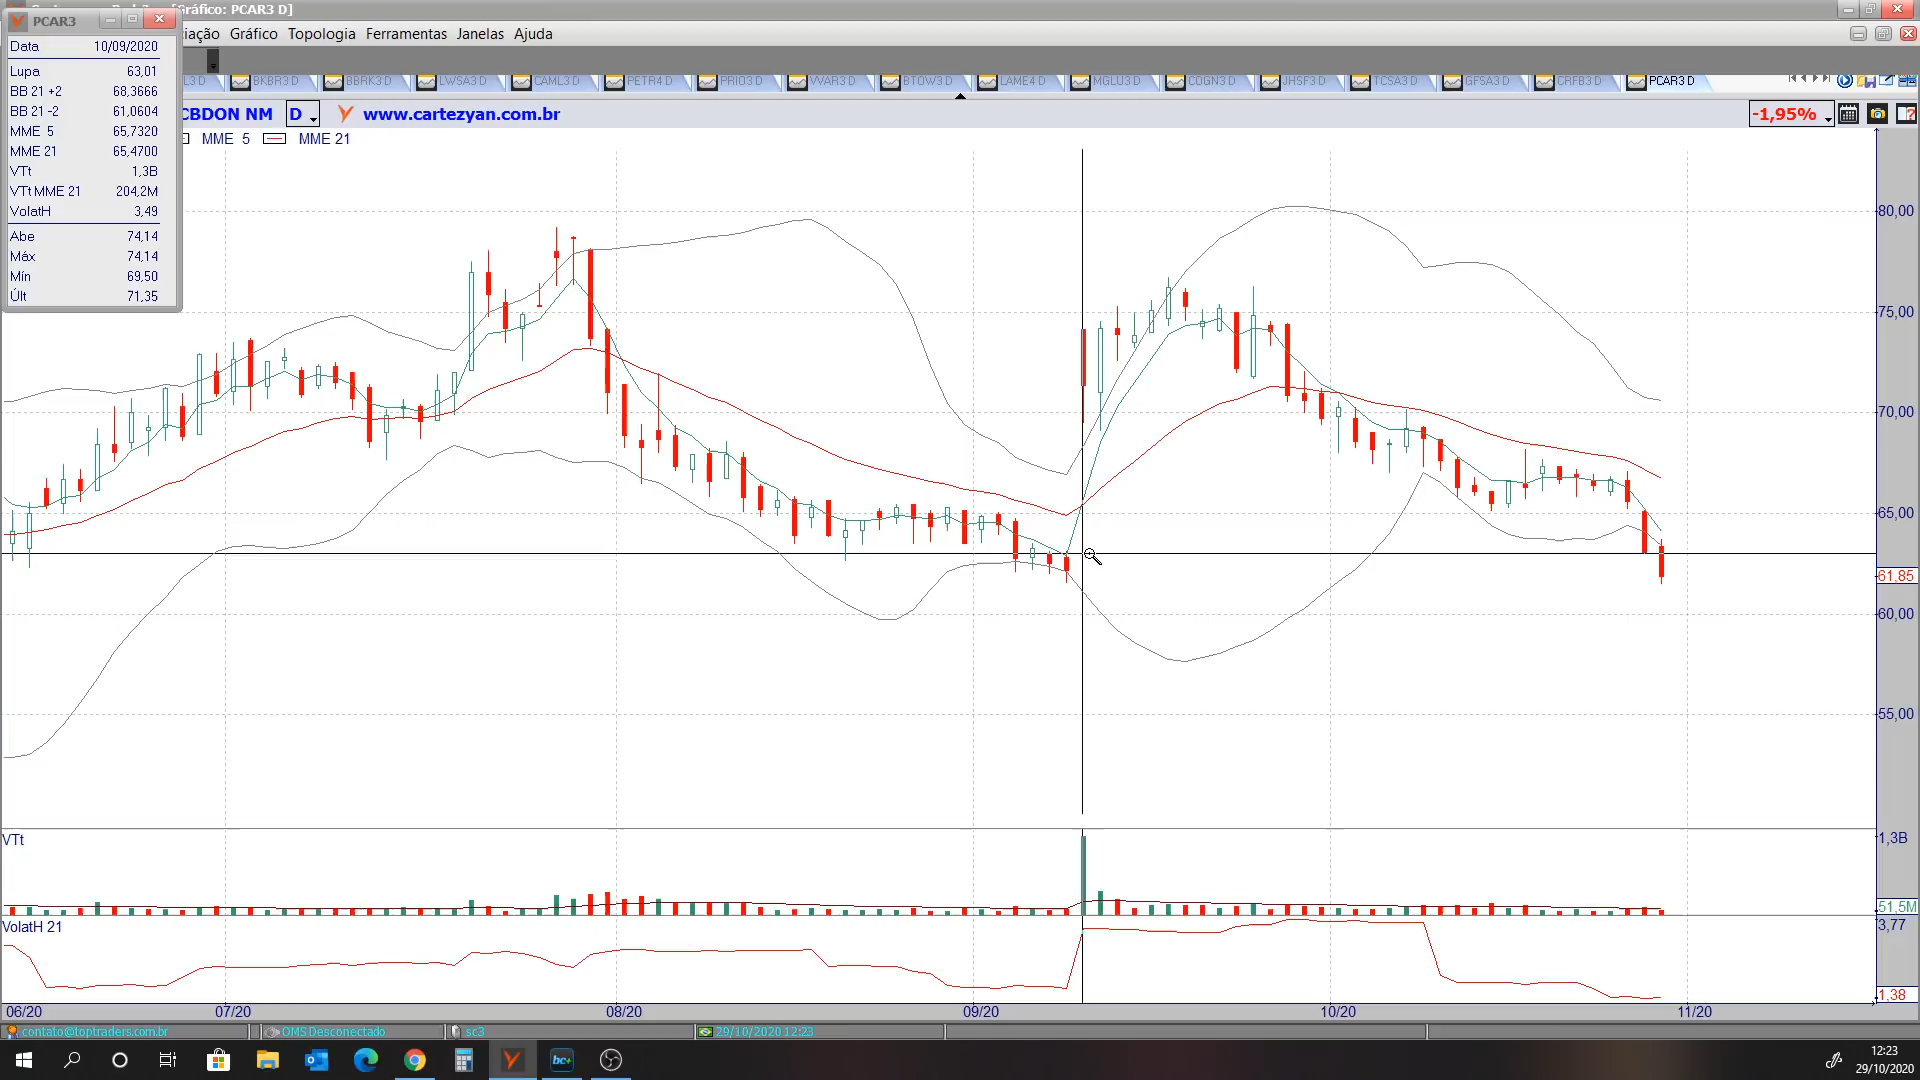 [Gráfico: PCAR3 D]
PCAR3
Gráfico Topologia Ferramentas Janelas Ajuda
Data 10/09/2020
Lupa 63,01
BB 21 +2 68,3666
BB 21 -2 61,0604
MME 5 65,7320
MME 21 65,4700
VTt 1,3B
VTt MME 21 204,2M
VolatH 3,49
Abe 74,14
Máx 74,14
Mín 69,50
Últ 71,35
BKBR3 D BBRK3 D LWSA3 D CAML3 D PETR4 D PRIO3 D VVAR3 D BTOW3 D LAME4 D MGLU3 D COGN3 D JHSF3 D TCSA3 D GFSA3 D CRFB3 D PCAR3 D
CBDON NM D www.cartezyan.com.br -1,95%
MME 5 MME 21
80,00
75,00
70,00
65,00
61,85
60,00
55,00
VTt 1,3B
51,5M
VolatH 21 3,77
1,38
06/20 07/20 08/20 09/20 10/20 11/20
contato@toptraders.com.br OMS Desconectado sc3 29/10/2020 12:23
bc+
12:23
29/10/2020